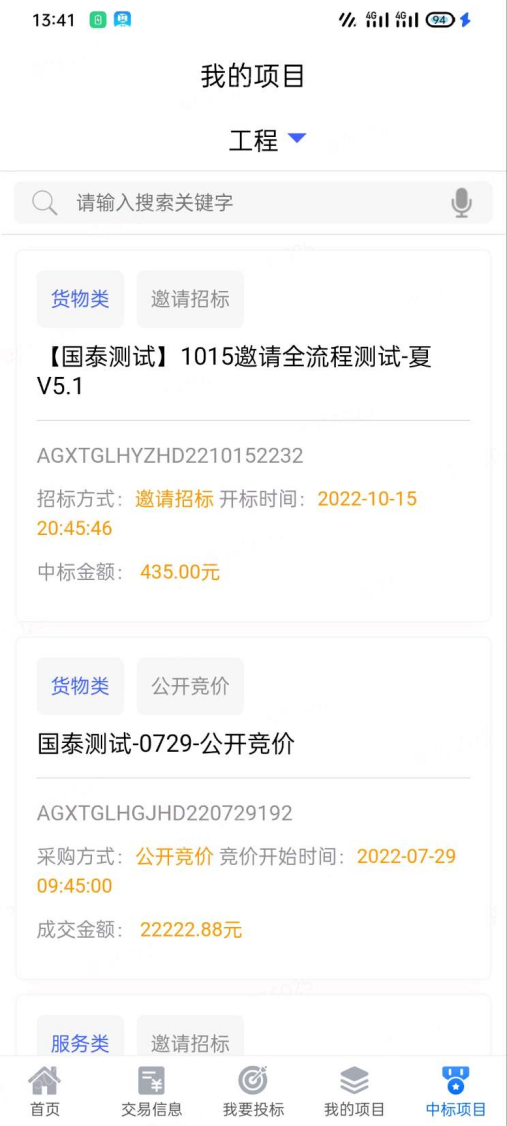 13:41
4G 4G 94
我的项目
工程
请输入搜索关键字
货物类 邀请招标
【国泰测试】1015邀请全流程测试-夏
V5.1
AGXTGLHYZHD2210152232
招标方式：邀请招标 开标时间：2022-10-15
20:45:46
中标金额： 435.00元
货物类 公开竞价
国泰测试-0729-公开竞价
AGXTGLHGJHD220729192
采购方式：公开竞价 竞价开始时间：2022-07-29
09:45:00
成交金额： 22222.88元
服务类 邀请招标
首页 交易信息 我要投标 我的项目 中标项目